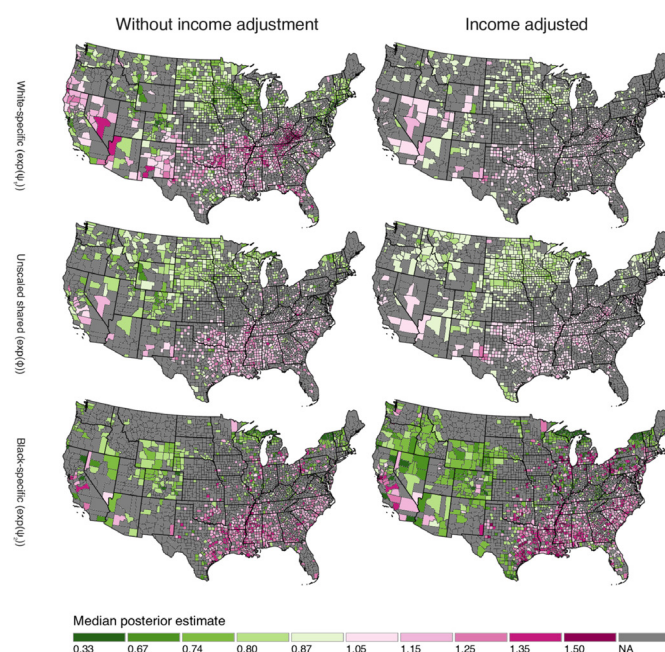 Without income adjustment
Income adjusted
White-specific (exp(ψ₁))
Unscaled shared (exp(ϕ))
Black-specific (exp(ψ₂))
Median posterior estimate
0.33 0.67 0.74 0.80 0.87 1.05 1.15 1.25 1.35 1.50 NA